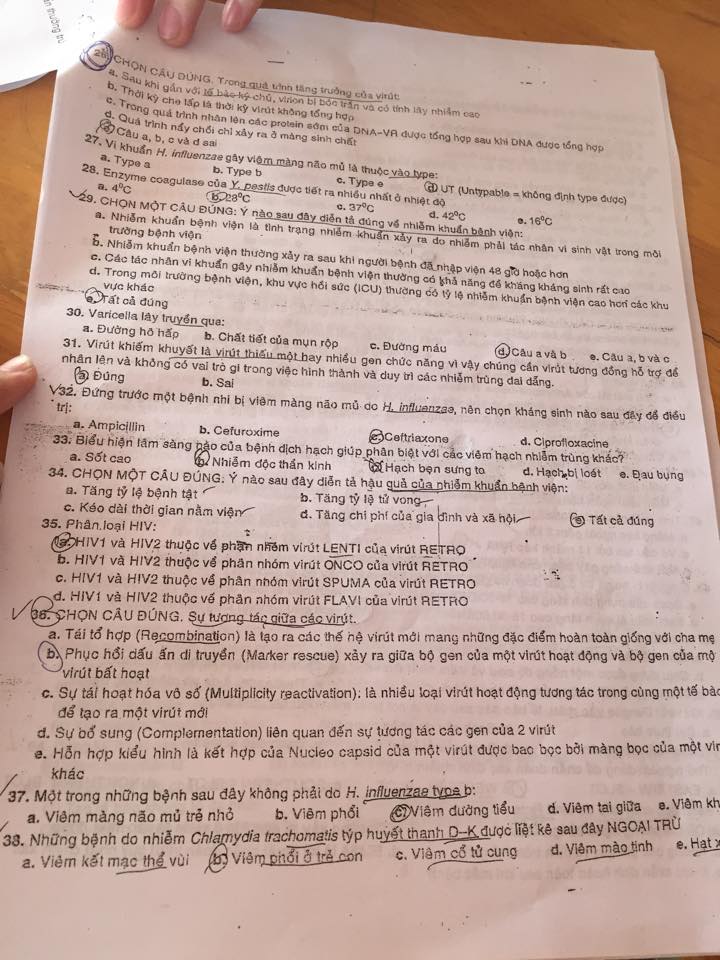 ản thường trú
26. CHỌN CÂU ĐÚNG. Trong quá trình tăng trưởng của virút:
a. Sau khi gắn với tế bào ký chủ, virion bị bóc trần và có tính lây nhiễm cao
b. Thời kỳ che lấp là thời kỳ virút không tổng hợp
c. Trong quá trình nhân lên các protein sớm của DNA-VR được tổng hợp sau khi DNA được tổng hợp
d. Quá trình nẩy chồi chỉ xảy ra ở màng sinh chất
e. Câu a, b, c và d sai
27. Vi khuẩn H. influenzae gây viêm màng não mủ là thuộc vào type:
a. Type a b. Type b c. Type e d. UT (Untypable = không định type được)
28. Enzyme coagulase của Y. pestis được tiết ra nhiều nhất ở nhiệt độ
a. 4⁰C b. 28⁰C c. 37⁰C d. 42⁰C e. 16⁰C
29. CHỌN MỘT CÂU ĐÚNG: Ý nào sau đây diễn tả đúng về nhiễm khuẩn bệnh viện:
a. Nhiễm khuẩn bệnh viện là tình trạng nhiễm khuẩn xảy ra do nhiễm phải tác nhân vi sinh vật trong môi
trường bệnh viện
b. Nhiễm khuẩn bệnh viện thường xảy ra sau khi người bệnh đã nhập viện 48 giờ hoặc hơn
c. Các tác nhân vi khuẩn gây nhiễm khuẩn bệnh viện thường có khả năng đề kháng kháng sinh rất cao
d. Trong môi trường bệnh viện, khu vực hồi sức (ICU) thường có tỷ lệ nhiễm khuẩn bệnh viện cao hơn các khu
vực khác
e. Tất cả đúng
30. Varicella lây truyền qua:
a. Đường hô hấp b. Chất tiết của mụn rộp c. Đường máu d. Câu a và b e. Câu a, b và c
31. Virút khiếm khuyết là virút thiếu một hay nhiều gen chức năng vì vậy chúng cần virút tương đồng hỗ trợ để
nhân lên và không có vai trò gì trong việc hình thành và duy trì các nhiễm trùng dai dẳng.
a. Đúng b. Sai
32. Đứng trước một bệnh nhi bị viêm màng não mủ do H. influenzae, nên chọn kháng sinh nào sau đây để điều
trị:
a. Ampicillin b. Cefuroxime c. Ceftriaxone d. Ciprofloxacine
33. Biểu hiện lâm sàng nào của bệnh dịch hạch giúp phân biệt với các viêm hạch nhiễm trùng khác?
a. Sốt cao b. Nhiễm độc thần kinh c. Hạch bẹn sưng to d. Hạch bị loét e. Đau bụng
34. CHỌN MỘT CÂU ĐÚNG: Ý nào sau đây diễn tả hậu quả của nhiễm khuẩn bệnh viện:
a. Tăng tỷ lệ bệnh tật b. Tăng tỷ lệ tử vong
c. Kéo dài thời gian nằm viện d. Tăng chi phí của gia đình và xã hội e. Tất cả đúng
35. Phân loại HIV:
a. HIV1 và HIV2 thuộc về phận nhóm virút LENTI của virút RETRO
b. HIV1 và HIV2 thuộc về phân nhóm virút ONCO của virút RETRO
c. HIV1 và HIV2 thuộc về phân nhóm virút SPUMA của virút RETRO
d. HIV1 và HIV2 thuộc về phân nhóm virút FLAVI của virút RETRO
36. CHỌN CÂU ĐÚNG. Sự tương tác giữa các virút.
a. Tái tổ hợp (Recombination) là tạo ra các thế hệ virút mới mang những đặc điểm hoàn toàn giống với cha mẹ
b. Phục hồi dấu ấn di truyền (Marker rescue) xảy ra giữa bộ gen của một virút hoạt động và bộ gen của mộ
virút bất hoạt
c. Sự tái hoạt hóa vô số (Multiplicity reactivation): là nhiều loại virút hoạt động tương tác trong cùng một tế bào
để tạo ra một virút mới
d. Sự bổ sung (Complementation) liên quan đến sự tương tác các gen của 2 virút
e. Hỗn hợp kiểu hình là kết hợp của Nucleo capsid của một virút được bao bọc bởi màng bọc của một vir
khác
37. Một trong những bệnh sau đây không phải do H. influenzae type b:
a. Viêm màng não mủ trẻ nhỏ b. Viêm phổi c. Viêm đường tiểu d. Viêm tai giữa e. Viêm kh
38. Những bệnh do nhiễm Chlamydia trachomatis týp huyết thanh D–K được liệt kê sau đây NGOẠI TRỪ
a. Viêm kết mạc thể vùi b. Viêm phổi ở trẻ con c. Viêm cổ tử cung d. Viêm mào tinh e. Hạt x